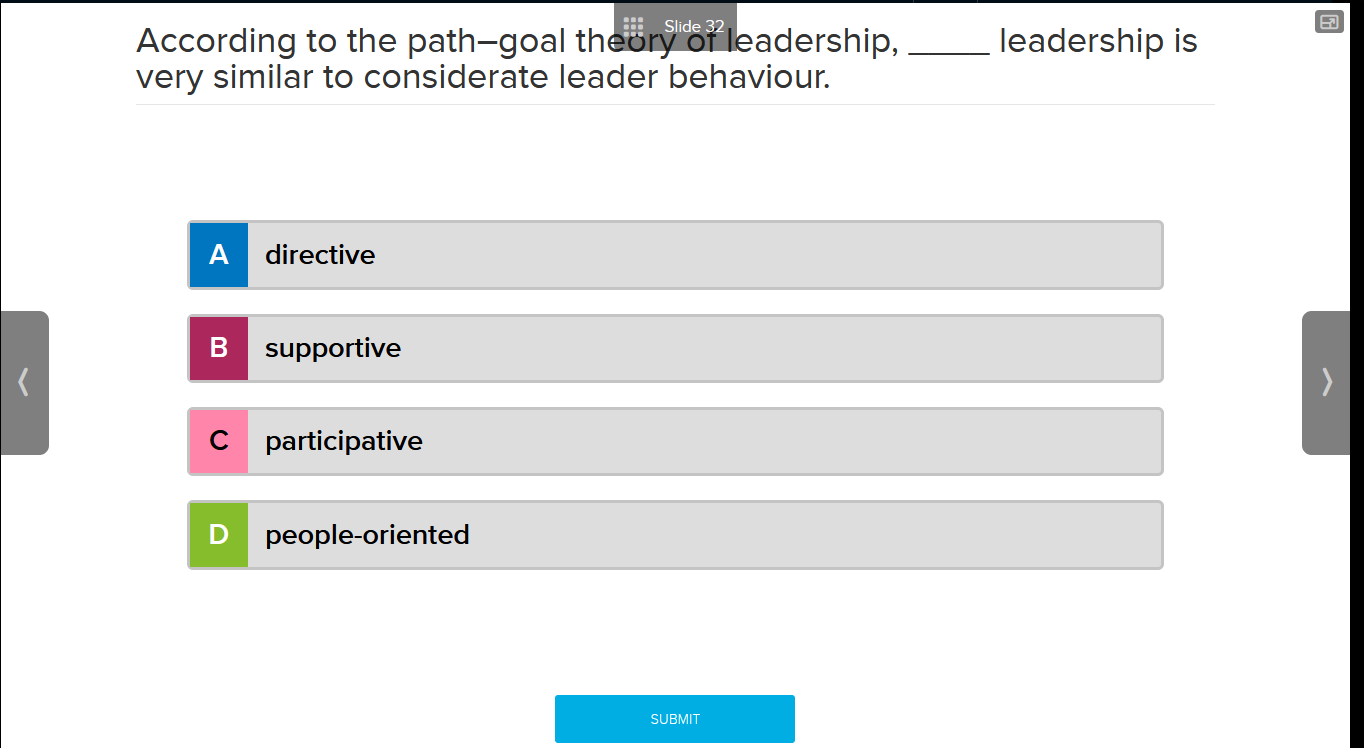 Slide 32
According to the path–goal theory of leadership, _____ leadership is
very similar to considerate leader behaviour.
A directive
B supportive
C participative
D people-oriented
SUBMIT